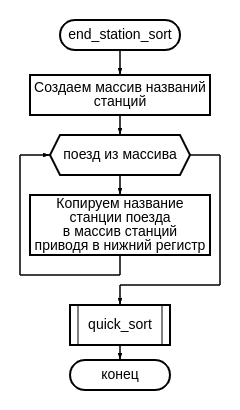 end_station_sort
Создаем массив названий
станций
поезд из массива
Копируем название
станции поезда
в массив станций
приводя в нижний регистр
quick_sort
конец